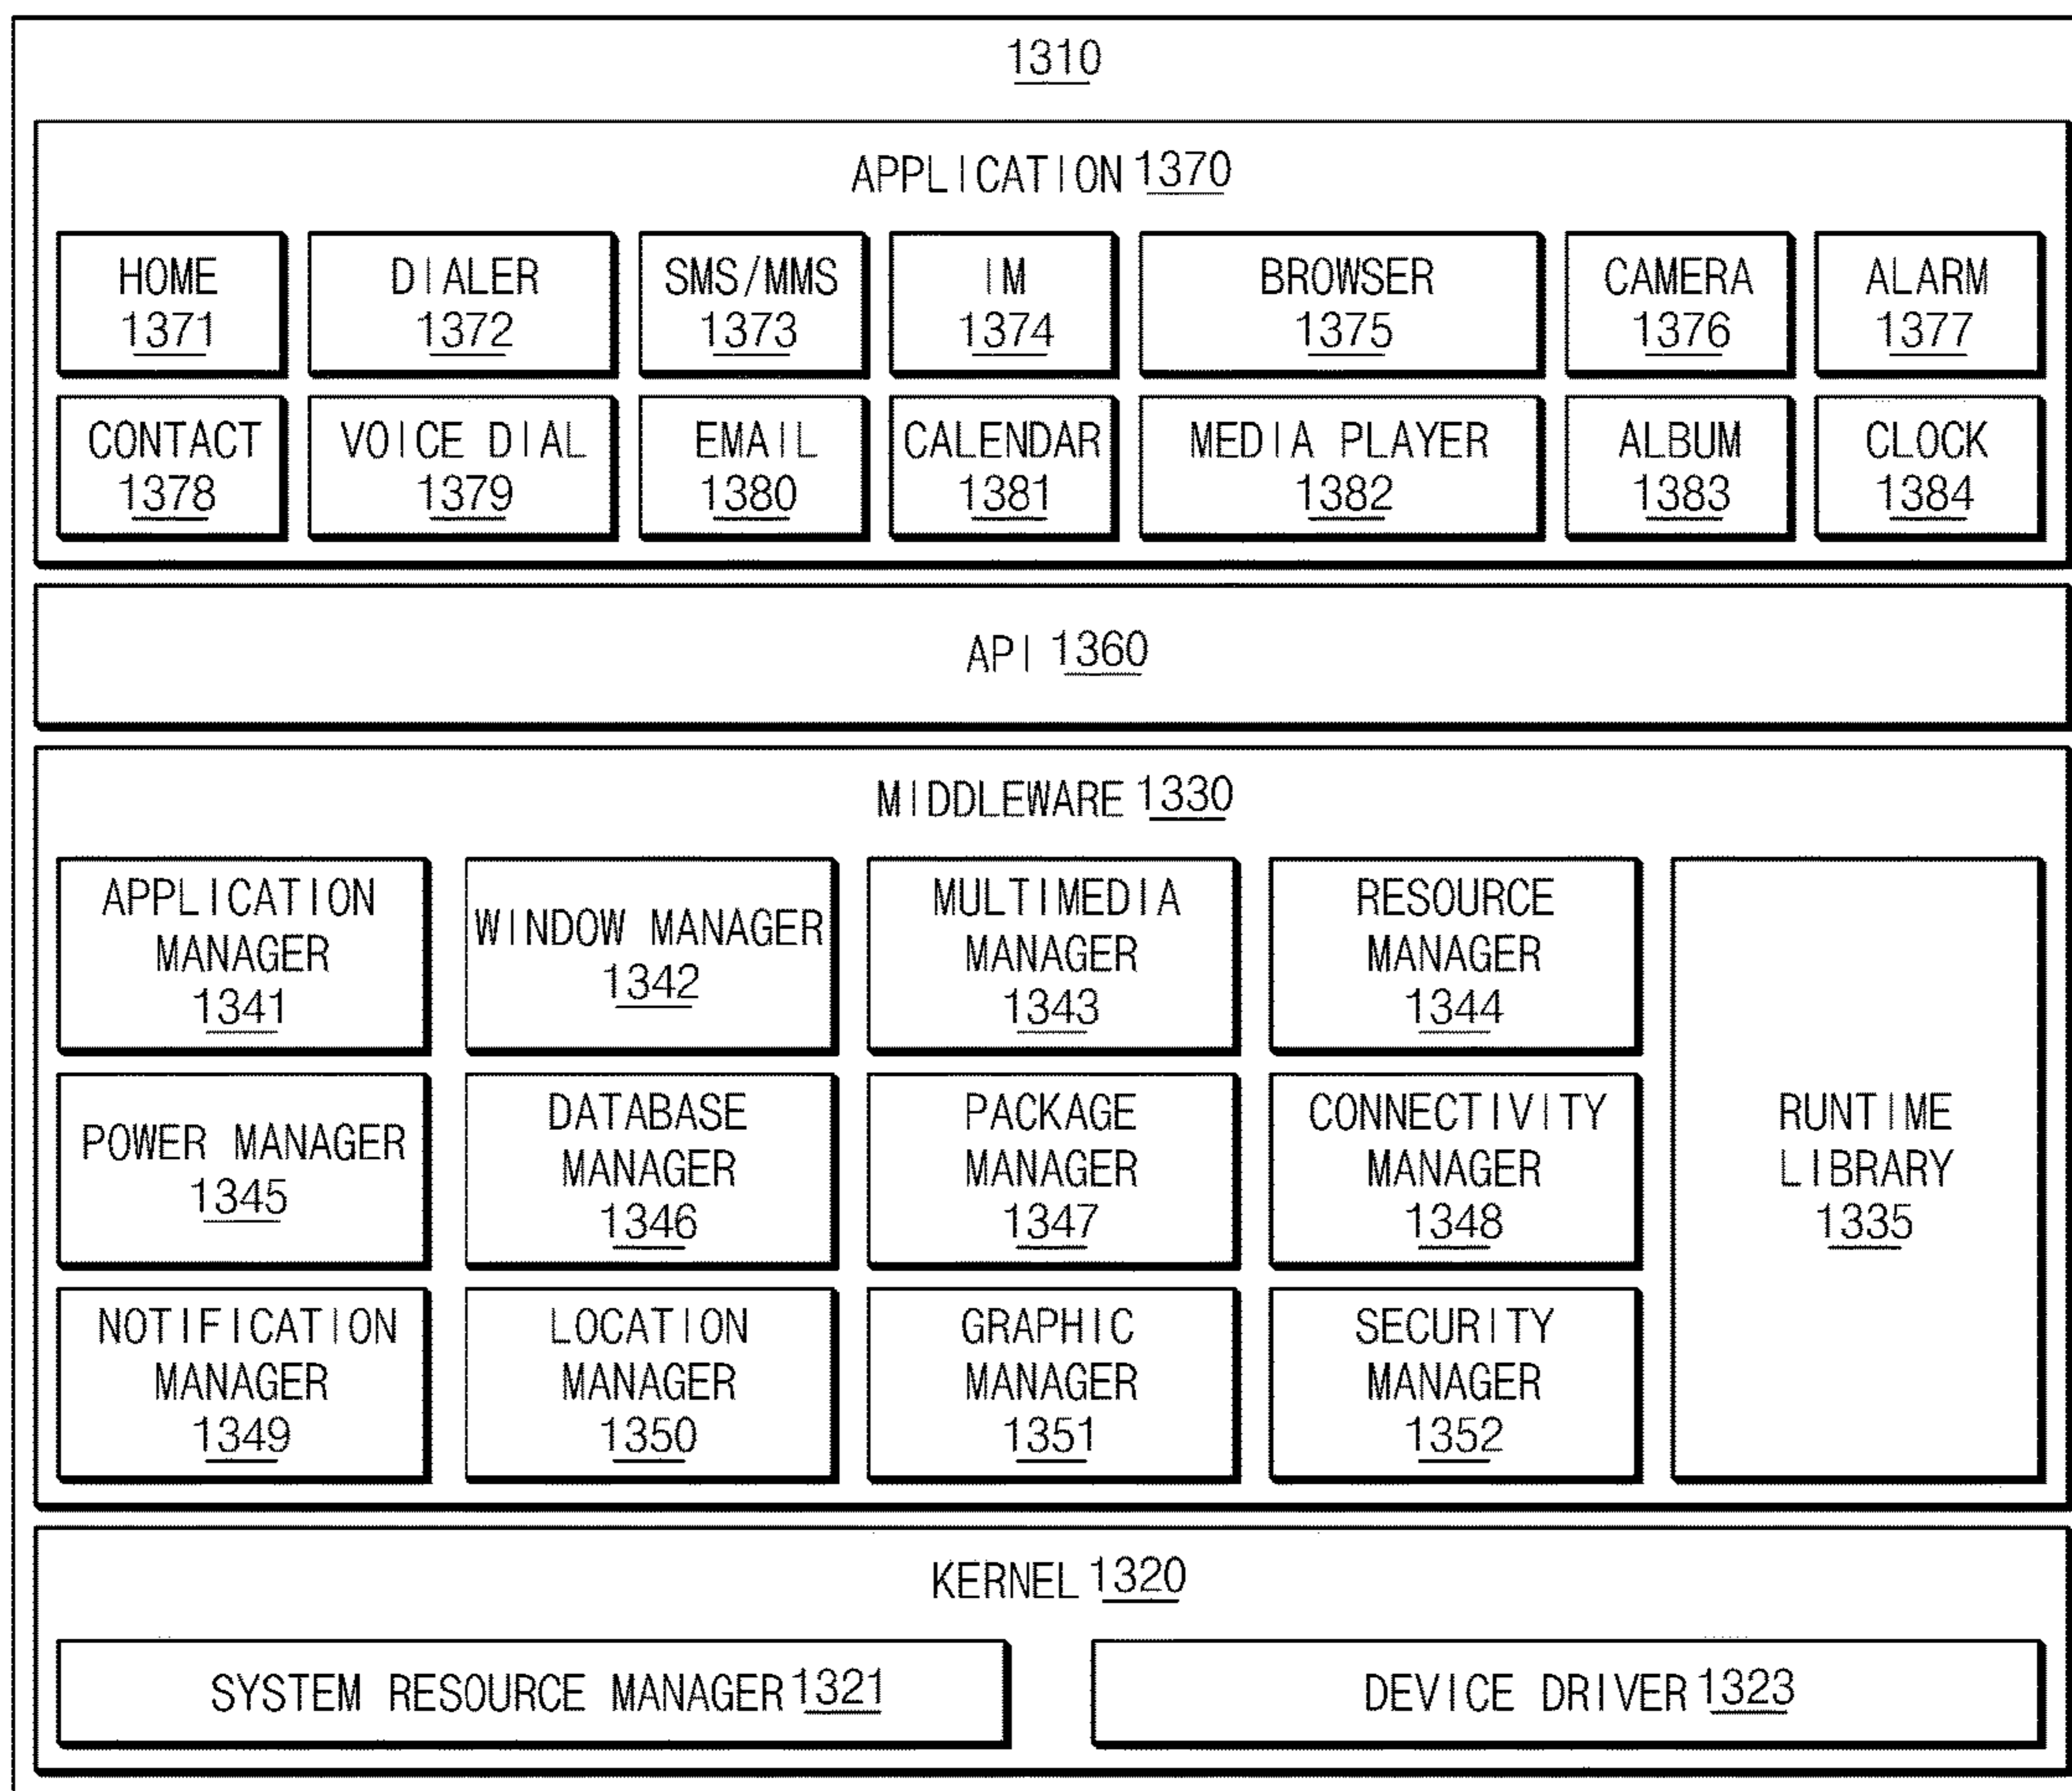 1310
APPLICATION 1370
HOME
1371
DIALER
1372
SMS/MMS
1373
IM
1374
BROWSER
1375
CAMERA
1376
ALARM
1377
CONTACT
1378
VOICE DIAL
1379
EMAIL
1380
CALENDAR
1381
MEDIA PLAYER
1382
ALBUM
1383
CLOCK
1384
API 1360
MIDDLEWARE 1330
APPLICATION
MANAGER
1341
WINDOW MANAGER
1342
MULTIMEDIA
MANAGER
1343
RESOURCE
MANAGER
1344
POWER MANAGER
1345
DATABASE
MANAGER
1346
PACKAGE
MANAGER
1347
CONNECTIVITY
MANAGER
1348
RUNTIME
LIBRARY
1335
NOTIFICATION
MANAGER
1349
LOCATION
MANAGER
1350
GRAPHIC
MANAGER
1351
SECURITY
MANAGER
1352
KERNEL 1320
SYSTEM RESOURCE MANAGER 1321
DEVICE DRIVER 1323